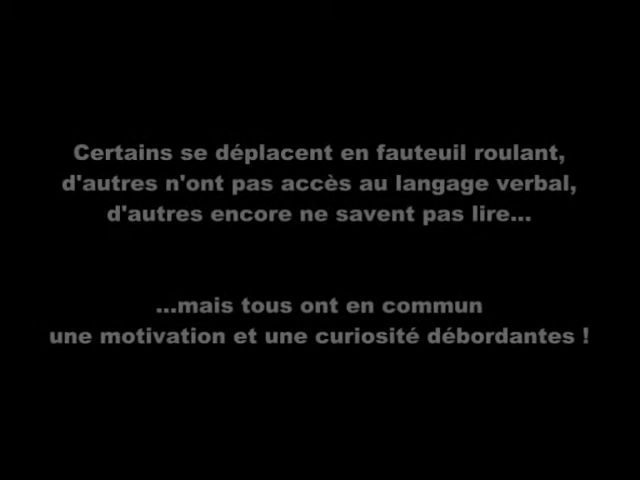 Certains se déplacent en fauteuil roulant,
d'autres n'ont pas accès au langage verbal,
d'autres encore ne savent pas lire...
...mais tous ont en commun
une motivation et une curiosité débordantes !